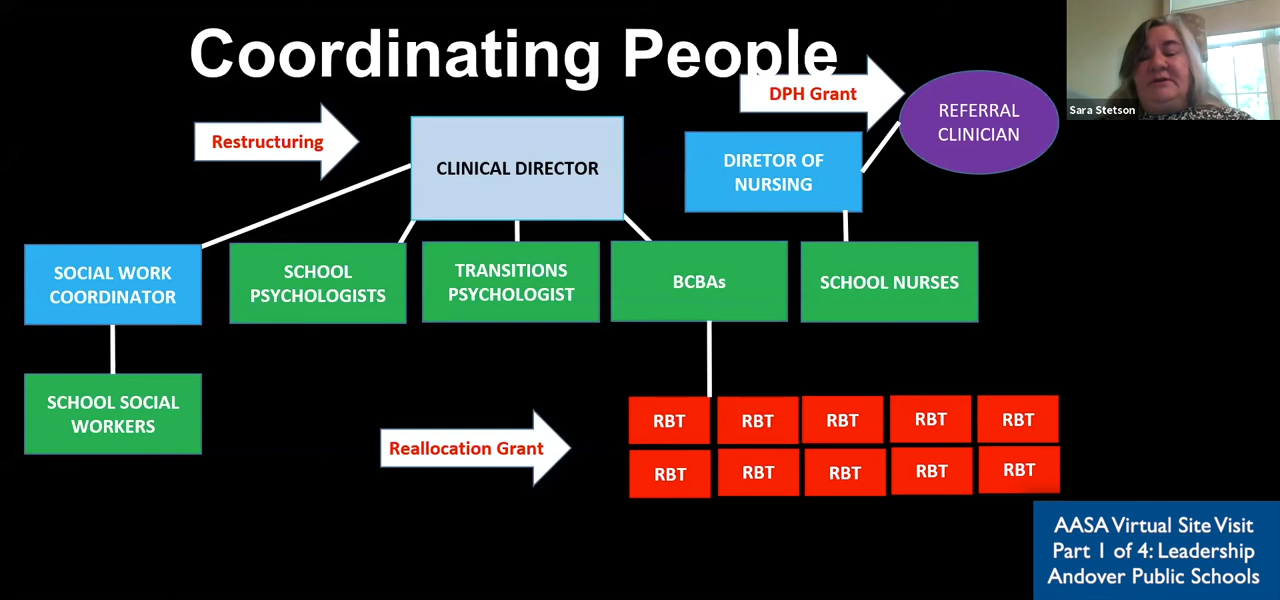 Coordinating People
DPH Grant
REFERRAL
CLINICIAN
Sara Stetson
Restructuring
CLINICAL DIRECTOR
DIRETOR OF
NURSING
SOCIAL WORK
COORDINATOR
SCHOOL
PSYCHOLOGISTS
TRANSITIONS
PSYCHOLOGIST
BCBAs
SCHOOL NURSES
SCHOOL SOCIAL
WORKERS
Reallocation Grant
RBT RBT RBT RBT RBT
RBT RBT RBT RBT RBT
AASA Virtual Site Visit
Part 1 of 4: Leadership
Andover Public Schools